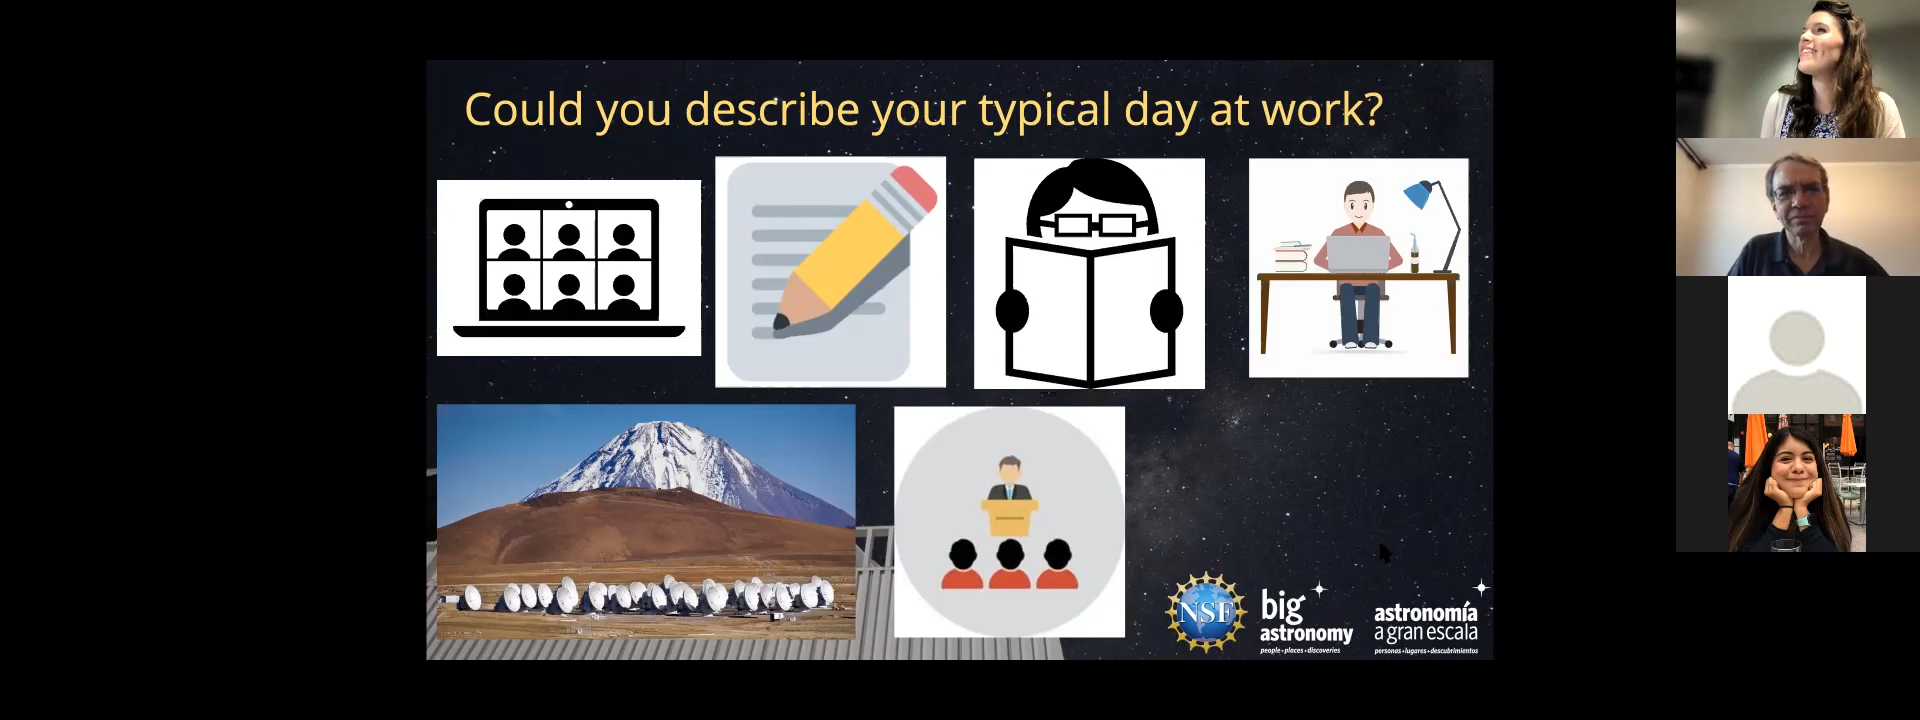 Could you describe your typical day at work?
NSF
big
astronomy
people•places•discoveries
astronomía
a gran escala
personas•lugares•descubrimientos